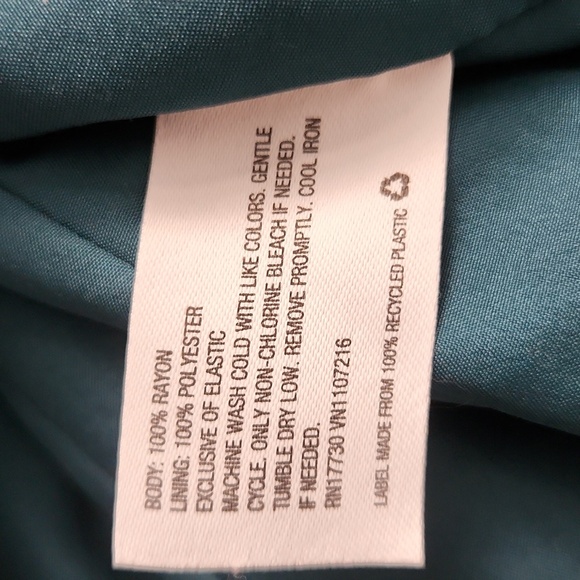 BODY: 100% RAYON
LINING: 100% POLYESTER
EXCLUSIVE OF ELASTIC
MACHINE WASH COLD WITH LIKE COLORS. GENTLE
CYCLE. ONLY NON-CHLORINE BLEACH IF NEEDED.
TUMBLE DRY LOW. REMOVE PROMPTLY. COOL IRON
IF NEEDED.
RN17730 VN1107216
LABEL MADE FROM 100% RECYCLED PLASTIC